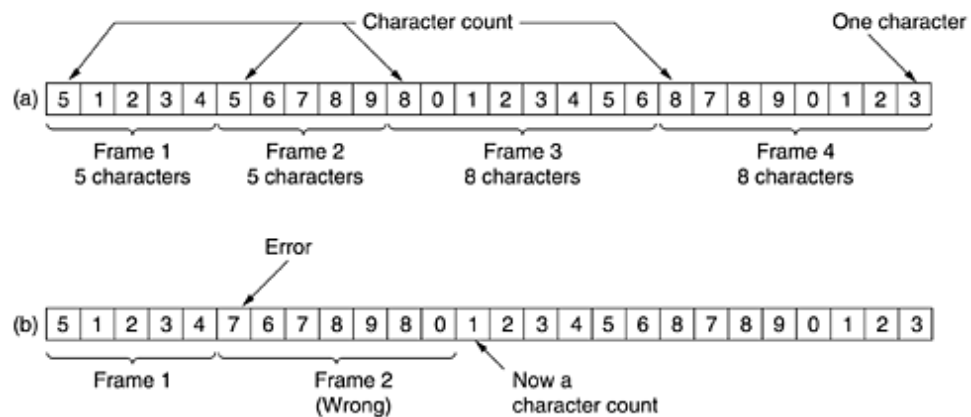 Character count One character
(a) 5 1 2 3 4 5 6 7 8 9 8 0 1 2 3 4 5 6 8 7 8 9 0 1 2 3
Frame 1 Frame 2 Frame 3 Frame 4
5 characters 5 characters 8 characters 8 characters
Error
(b) 5 1 2 3 4 7 6 7 8 9 8 0 1 2 3 4 5 6 8 7 8 9 0 1 2 3
Frame 1 Frame 2 Now a
(Wrong) character count